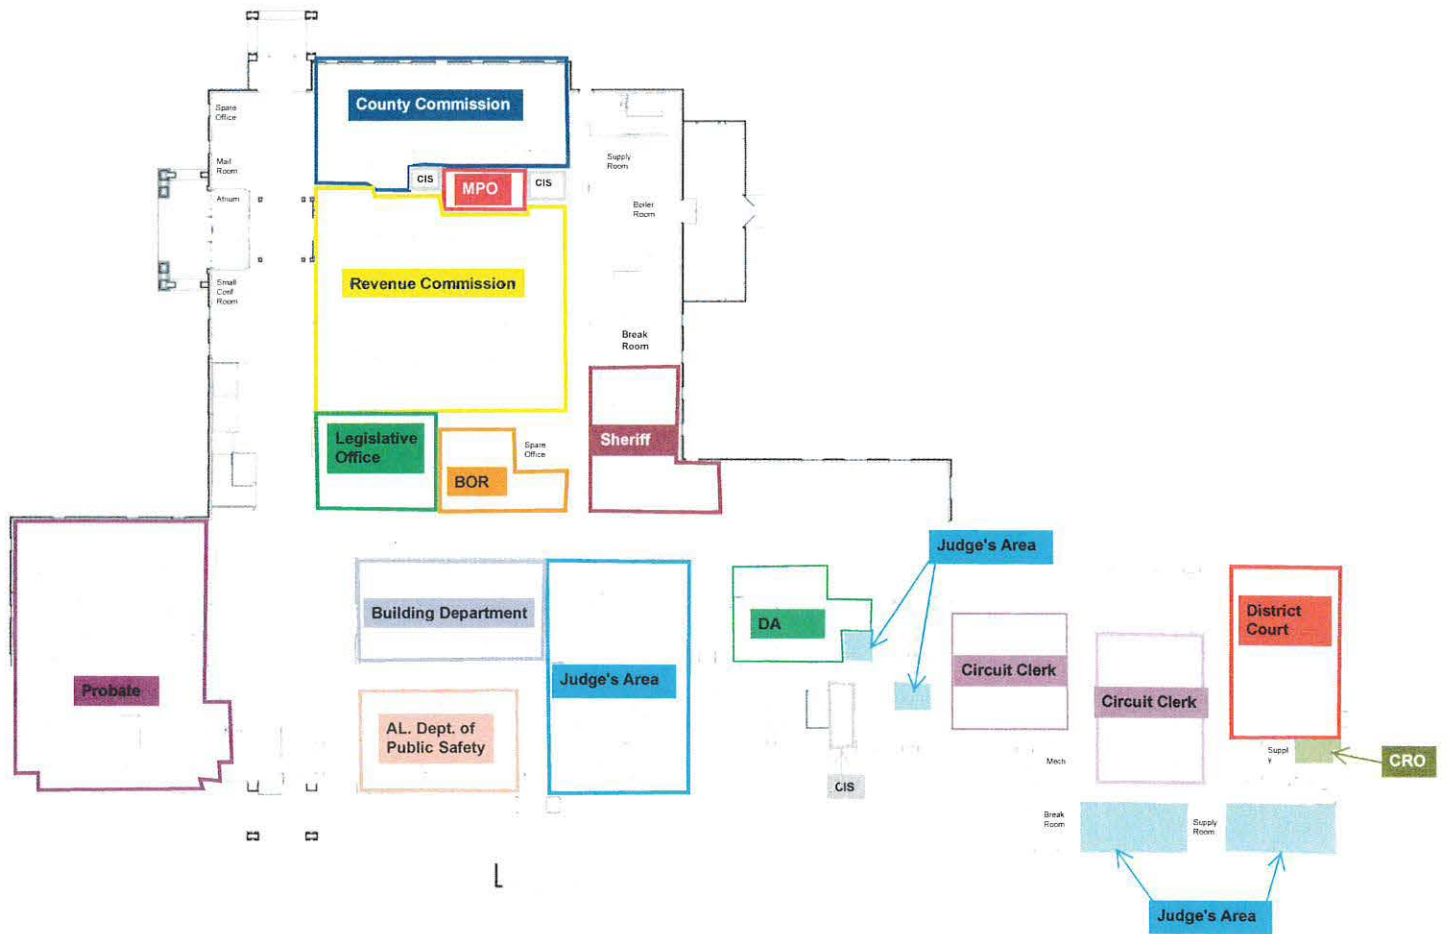 County Commission
Spare
Office
Mail
Room
Supply
Room
CIS
MPO
CIS
Atrium
Boiler
Room
Small
Conf
Room
Revenue Commission
Break
Room
Legislative
Office
BOR
Spare
Office
Sheriff
Judge's Area
Building Department
DA
District
Court
Probate
Judge's Area
Circuit Clerk
Circuit Clerk
AL. Dept. of
Public Safety
CIS
Mech
Suppl
y
CRO
Break
Room
Supply
Room
Judge's Area